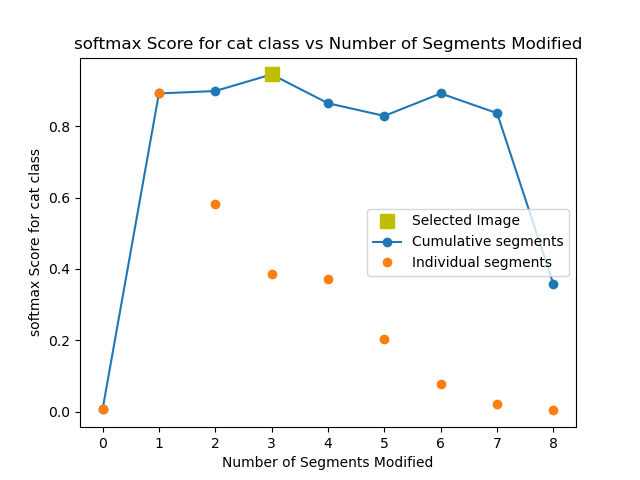 softmax Score for cat class vs Number of Segments Modified
softmax Score for cat class
0.8
0.6
0.4
0.2
0.0
Selected Image
Cumulative segments
Individual segments
0 1 2 3 4 5 6 7 8
Number of Segments Modified